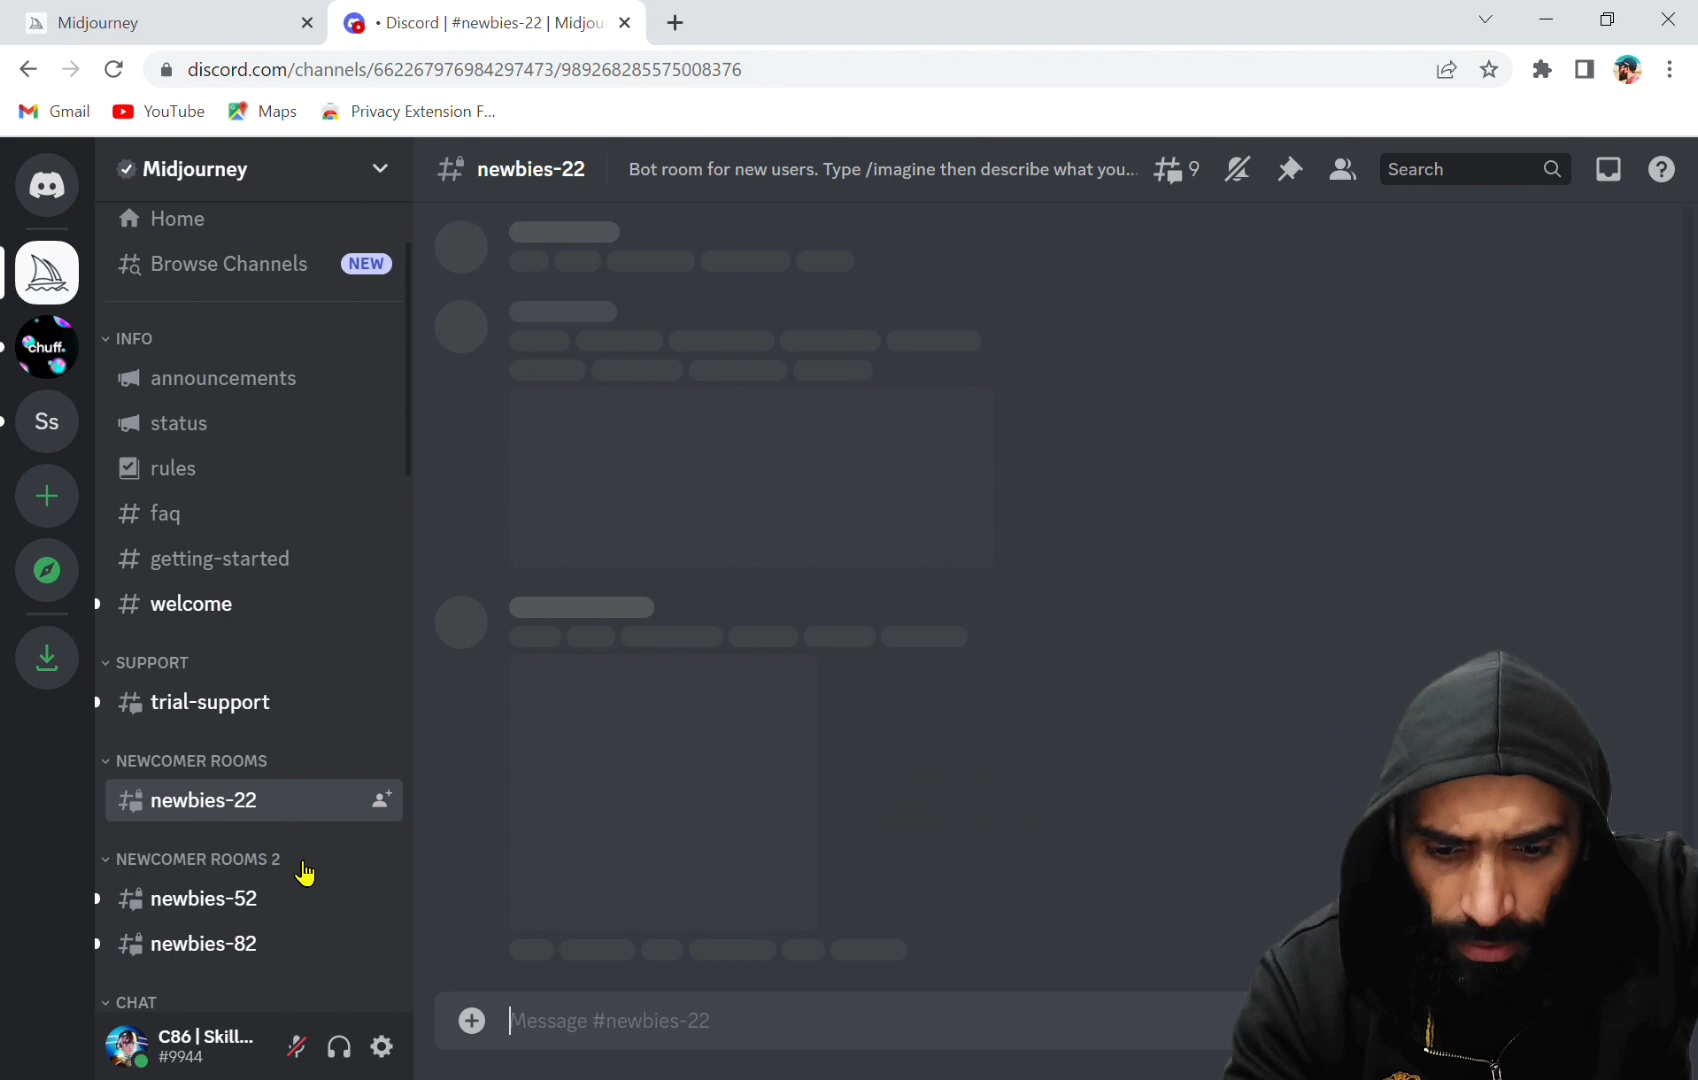 Midjourney
• Discord | #newbies-22 | Midjou
discord.com/channels/662267976984297473/989268285575008376
Gmail
YouTube
Maps
Privacy Extension F...
Midjourney
newbies-22
Bot room for new users. Type /imagine then describe what you...
9
Search
Home
Browse Channels
NEW
INFO
announcements
status
rules
faq
getting-started
welcome
SUPPORT
trial-support
NEWCOMER ROOMS
newbies-22
NEWCOMER ROOMS 2
newbies-52
newbies-82
CHAT
chuff.
Ss
C86 | Skill...
#9944
Message #newbies-22